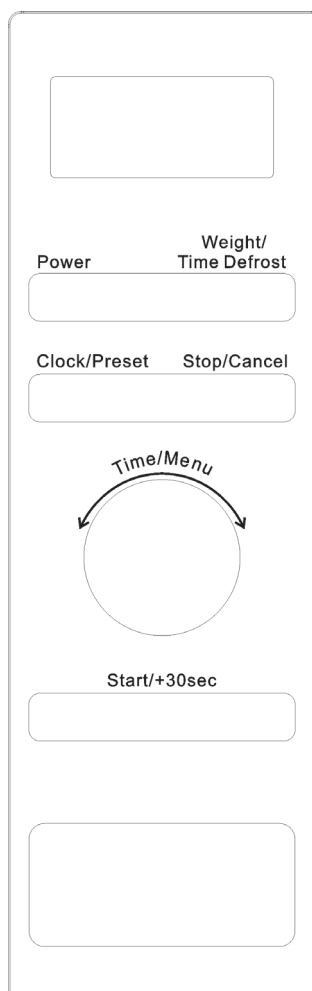 Weight/
Power Time Defrost
Clock/Preset Stop/Cancel
Time/Menu
Start/+30sec